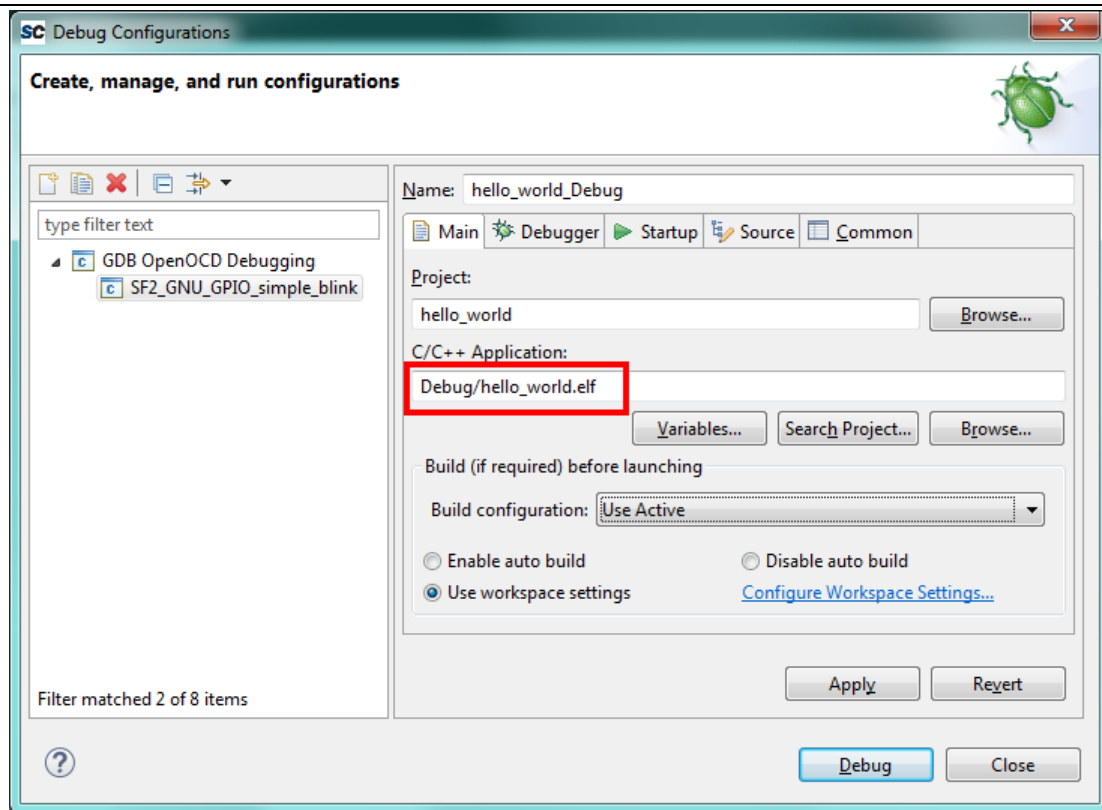 SC Debug Configurations
Create, manage, and run configurations
type filter text
GDB OpenOCD Debugging
SF2_GNU_GPIO_simple_blink
Filter matched 2 of 8 items
Name: hello_world_Debug
Main Debugger Startup Source Common
Project:
hello_world Browse...
C/C++ Application:
Debug/hello_world.elf
Variables... Search Project... Browse...
Build (if required) before launching
Build configuration: Use Active
Enable auto build Disable auto build
Use workspace settings Configure Workspace Settings...
Apply Revert
Debug Close